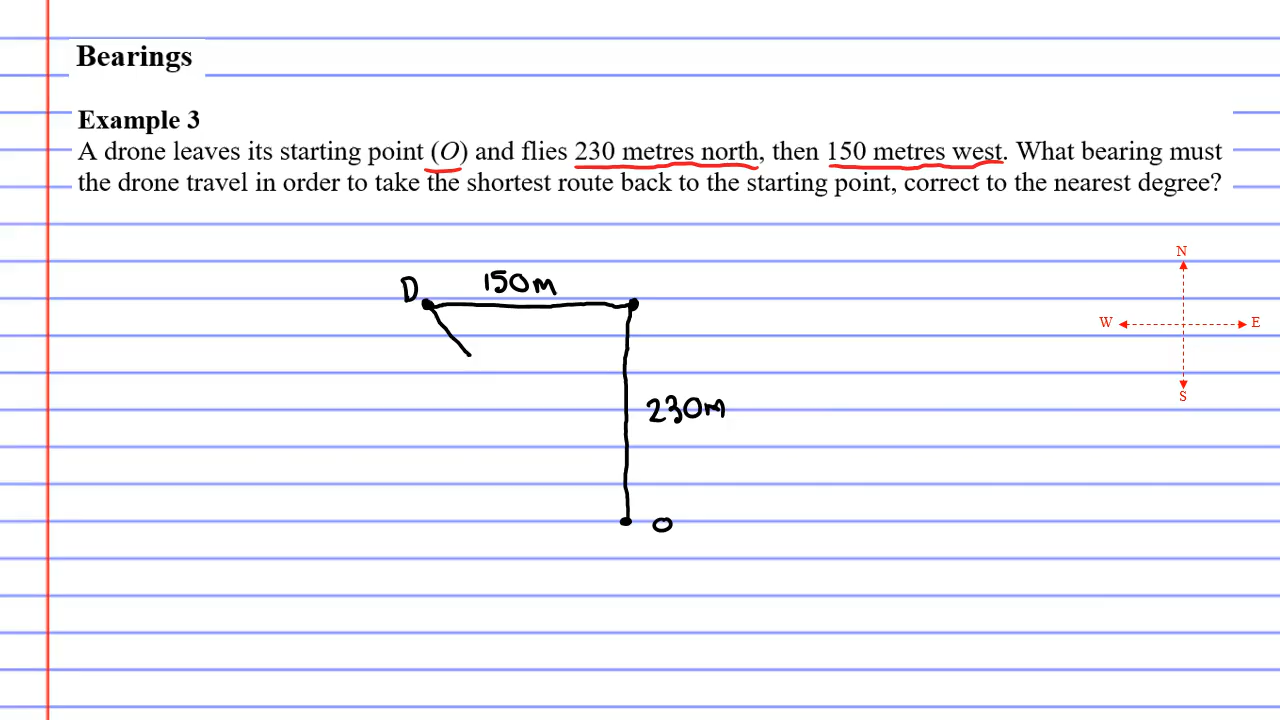 Bearings
Example 3
A drone leaves its starting point (O) and flies 230 metres north, then 150 metres west. What bearing must
the drone travel in order to take the shortest route back to the starting point, correct to the nearest degree?
N
W E
S
D 150m
230m
O